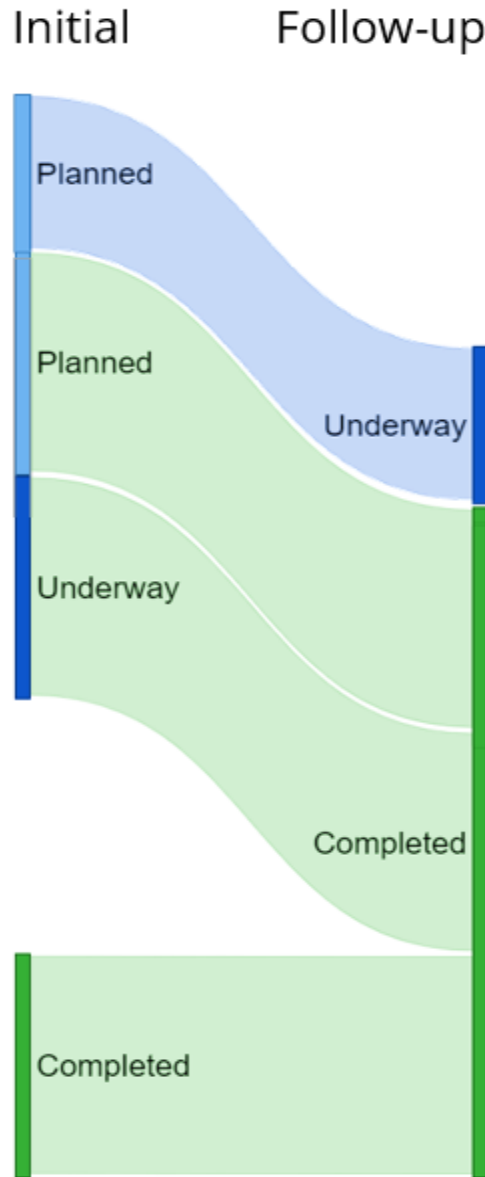 Initial Follow-up
Planned
Planned
Underway
Underway
Completed
Completed